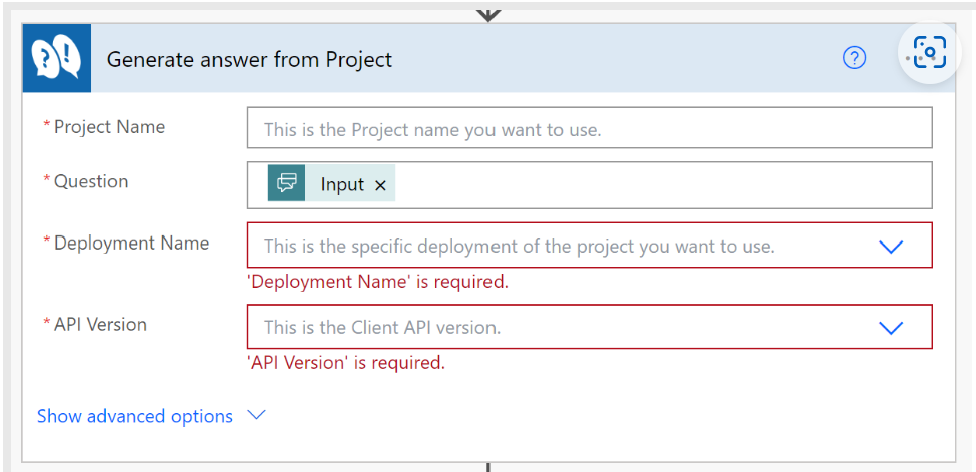 Generate answer from Project
* Project Name
This is the Project name you want to use.
* Question
Input ×
* Deployment Name
This is the specific deployment of the project you want to use.
'Deployment Name' is required.
* API Version
This is the Client API version.
'API Version' is required.
Show advanced options